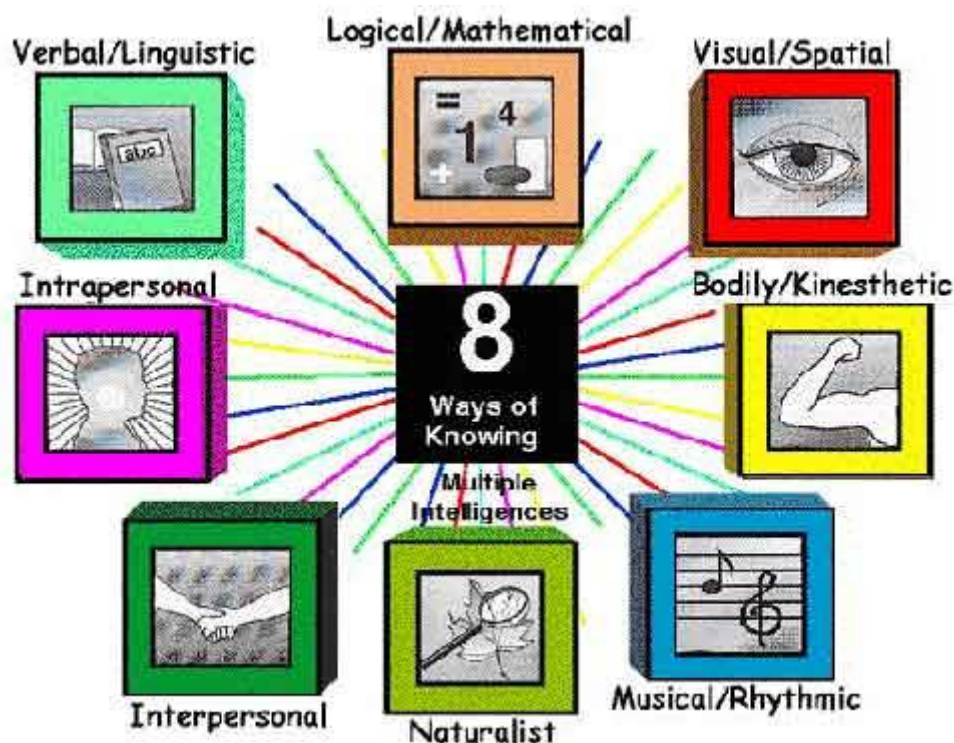 Verbal/Linguistic
abc
Logical/Mathematical
= 1 4
+
Visual/Spatial
Intrapersonal
8
Ways of
Knowing
Multiple
Intelligences
Bodily/Kinesthetic
Interpersonal
Naturalist
Musical/Rhythmic